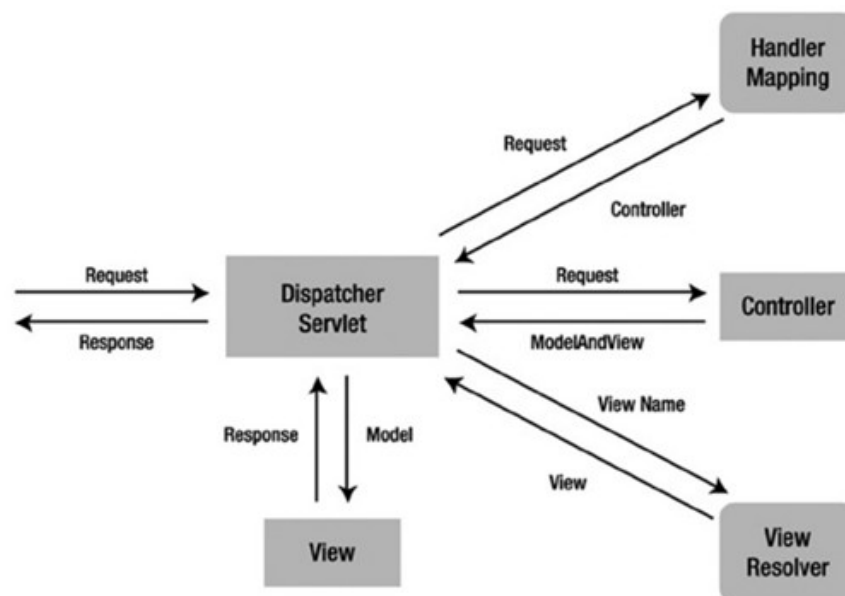 Handler
Mapping
Request
Controller
Request
Response
Dispatcher
Servlet
Request
ModelAndView
Controller
Response
Model
View Name
View
View
View
Resolver